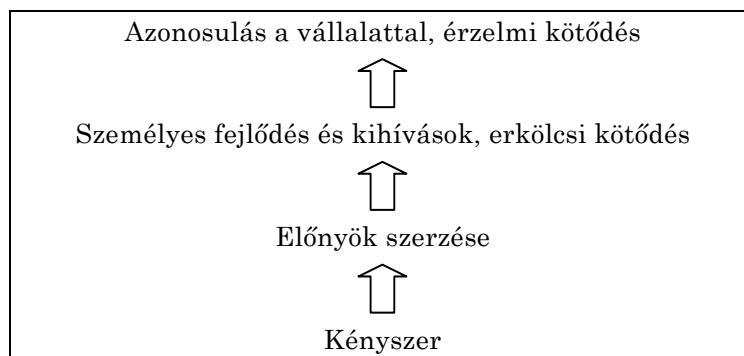 Azonosulás a vállalattal, érzelmi kötődés
Személyes fejlődés és kihívások, erkölcsi kötődés
Előnyök szerzése
Kényszer